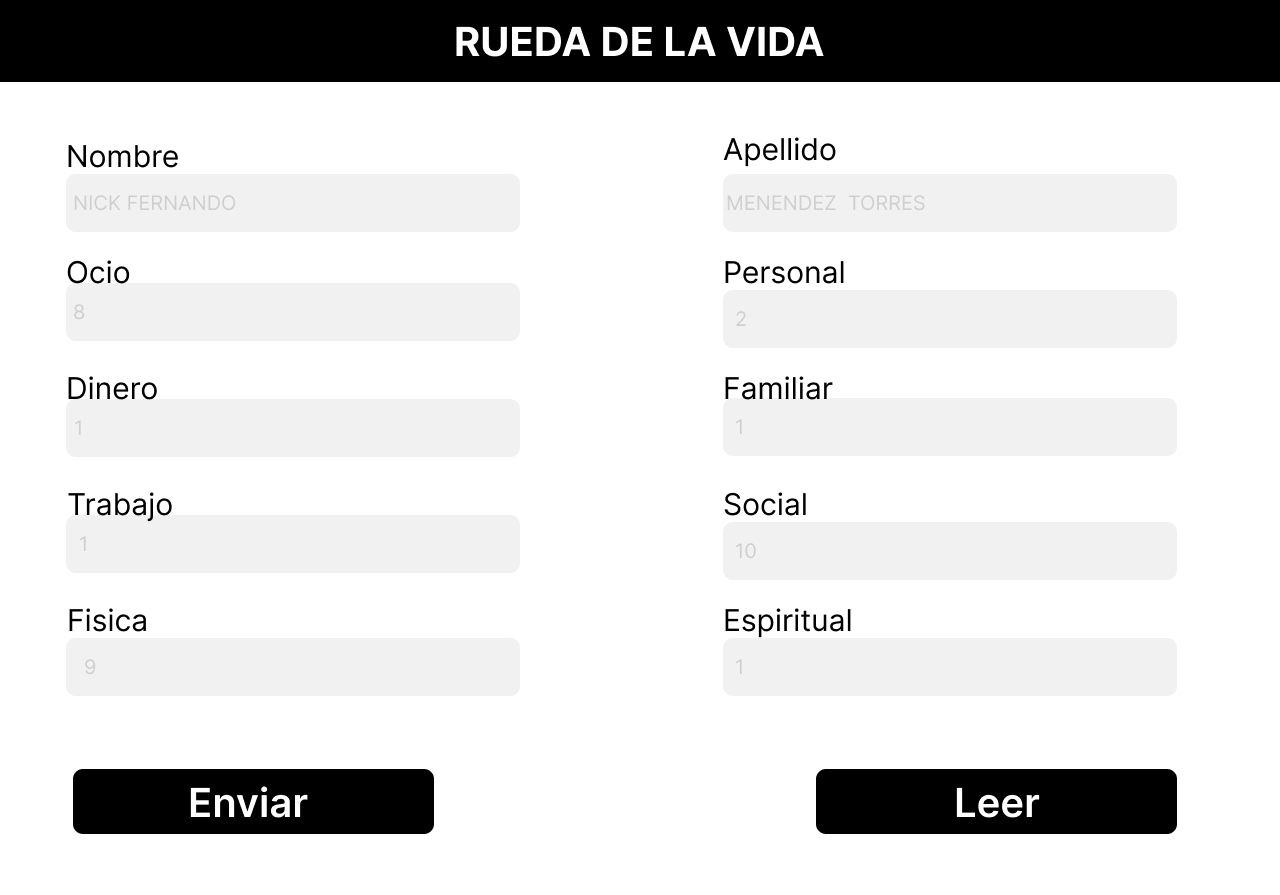 RUEDA DE LA VIDA
Nombre
Apellido
NICK FERNANDO
MENENDEZ  TORRES
Ocio
Personal
8
2
Dinero
Familiar
1
1
Trabajo
Social
1
10
Fisica
Espiritual
9
1
Enviar
Leer